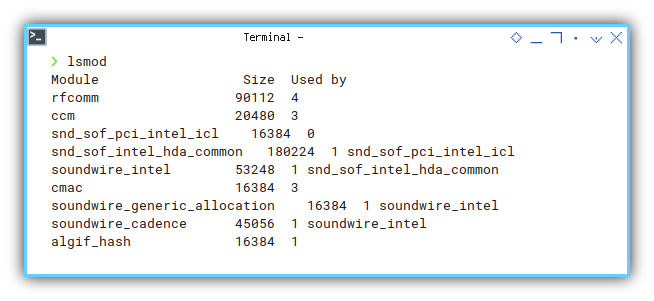 Terminal –
❯ lsmod
Module                  Size  Used by
rfcomm                 90112  4
ccm                    20480  3
snd_sof_pci_intel_icl    16384  0
snd_sof_intel_hda_common   180224  1 snd_sof_pci_intel_icl
soundwire_intel        53248  1 snd_sof_intel_hda_common
cmac                   16384  3
soundwire_generic_allocation    16384  1 soundwire_intel
soundwire_cadence      45056  1 soundwire_intel
algif_hash             16384  1